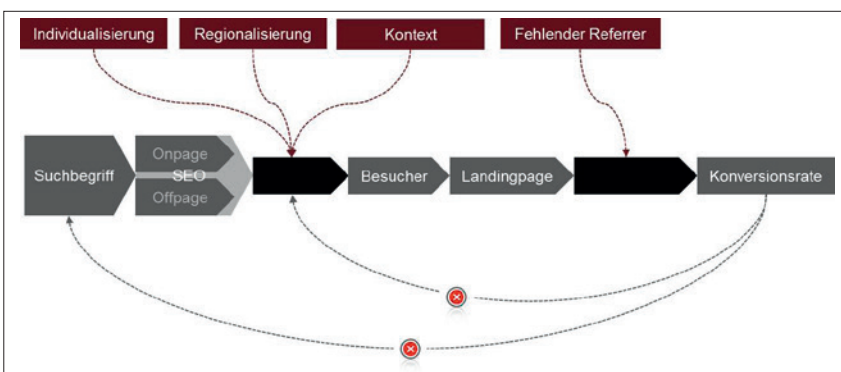 Individualisierung
Regionalisierung
Kontext
Fehlender Referrer
Suchbegriff
Onpage
SEO
Offpage
Besucher
Landingpage
Konversionsrate